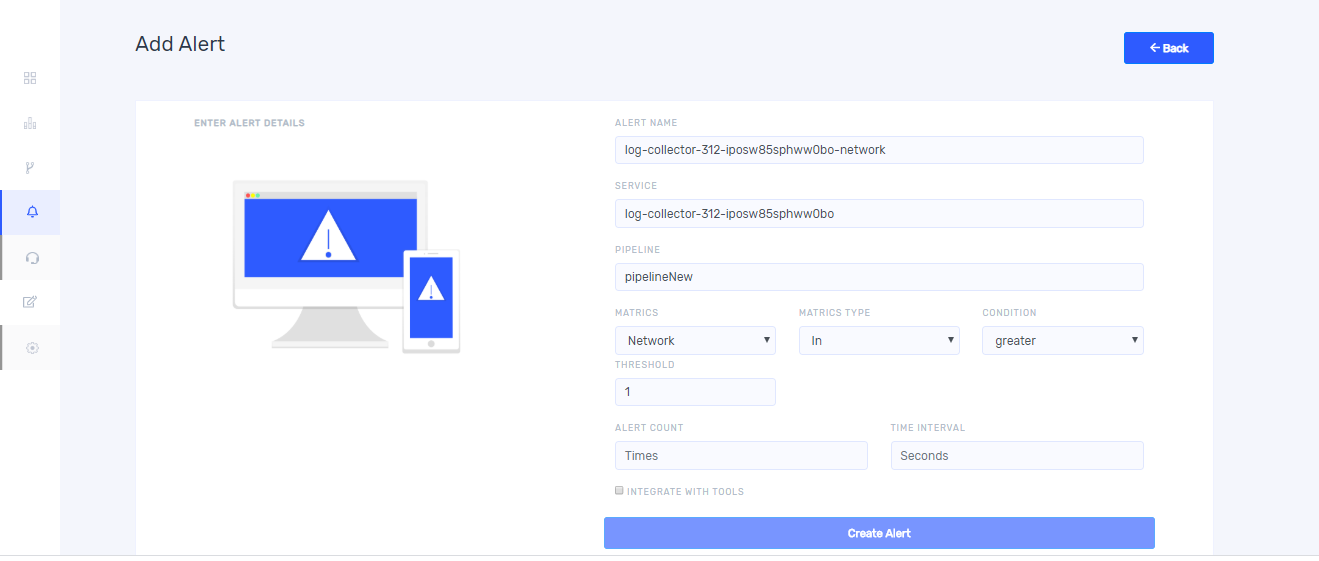 Add Alert
← Back
ENTER ALERT DETAILS
ALERT NAME
log-collector-312-iposw85sphww0bo-network
SERVICE
log-collector-312-iposw85sphww0bo
PIPELINE
pipelineNew
MATRICS MATRICS TYPE CONDITION
Network In greater
THRESHOLD
1
ALERT COUNT TIME INTERVAL
Times Seconds
INTEGRATE WITH TOOLS
Create Alert